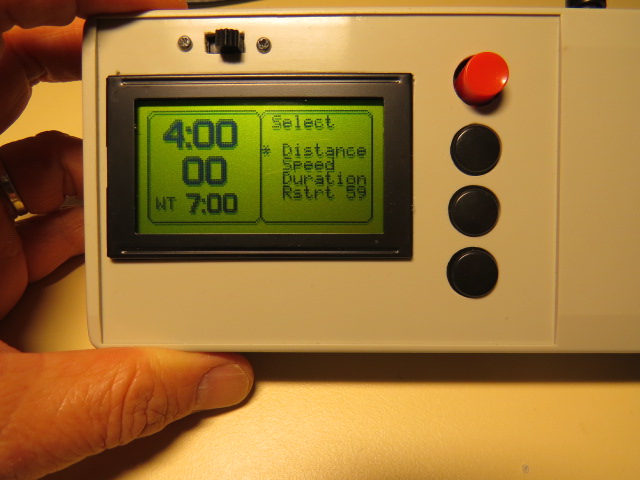 4:00
00
WT 7:00
Select
* Distance
Speed
Duration
Rstrt 59